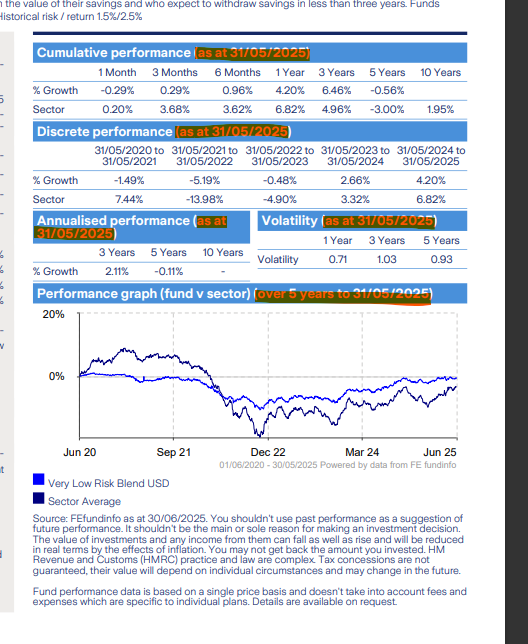 n the value of their savings and who expect to withdraw savings in less than three years. Funds
Historical risk / return 1.5%/2.5%
Cumulative performance (as at 31/05/2025)
1 Month 3 Months 6 Months 1 Year 3 Years 5 Years 10 Years
% Growth -0.29% 0.29% 0.96% 4.20% 6.46% -0.56%
Sector 0.20% 3.68% 3.62% 6.82% 4.96% -3.00% 1.95%
Discrete performance (as at 31/05/2025)
31/05/2020 to 31/05/2021 to 31/05/2022 to 31/05/2023 to 31/05/2024 to
31/05/2021 31/05/2022 31/05/2023 31/05/2024 31/05/2025
% Growth -1.49% -5.19% -0.48% 2.66% 4.20%
Sector 7.44% -13.98% -4.90% 3.32% 6.82%
Annualised performance (as at
31/05/2025)
3 Years 5 Years 10 Years
% Growth 2.11% -0.11% -
Volatility (as at 31/05/2025)
1 Year 3 Years 5 Years
Volatility 0.71 1.03 0.93
Performance graph (fund v sector) (over 5 years to 31/05/2025)
20%
0%
Jun 20 Sep 21 Dec 22 Mar 24 Jun 25
01/06/2020 - 30/05/2025 Powered by data from FE fundinfo
Very Low Risk Blend USD
Sector Average
Source: FEfundinfo as at 30/06/2025. You shouldn't use past performance as a suggestion of
future performance. It shouldn't be the main or sole reason for making an investment decision.
The value of investments and any income from them can fall as well as rise and will be reduced
in real terms by the effects of inflation. You may not get back the amount you invested. HM
Revenue and Customs (HMRC) practice and law are complex. Tax concessions are not
guaranteed, their value will depend on individual circumstances and may change in the future.
Fund performance data is based on a single price basis and doesn't take into account fees and
expenses which are specific to individual plans. Details are available on request.